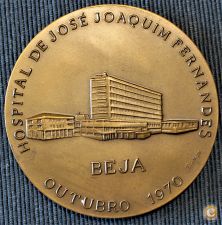 HOSPITAL DE JOSÉ JOAQUIM FERNANDES
BEJA
OUTUBRO 1970